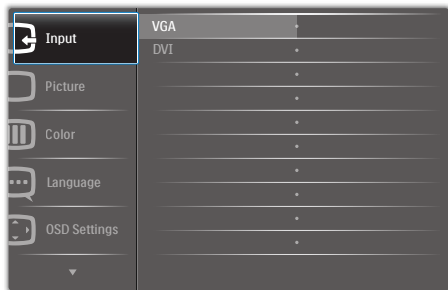 Input
Picture
Color
Language
OSD Settings
VGA
DVI